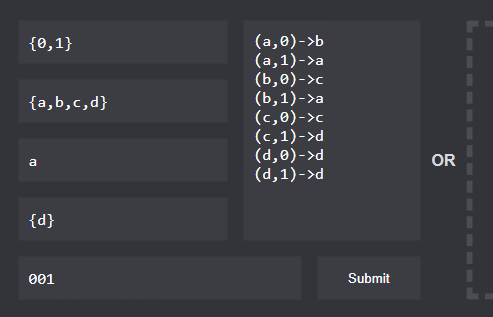 {0,1}
{a,b,c,d}
a
{d}
(a,0)->b
(a,1)->a
(b,0)->c
(b,1)->a
(c,0)->c
(c,1)->d
(d,0)->d
(d,1)->d
001
Submit
OR